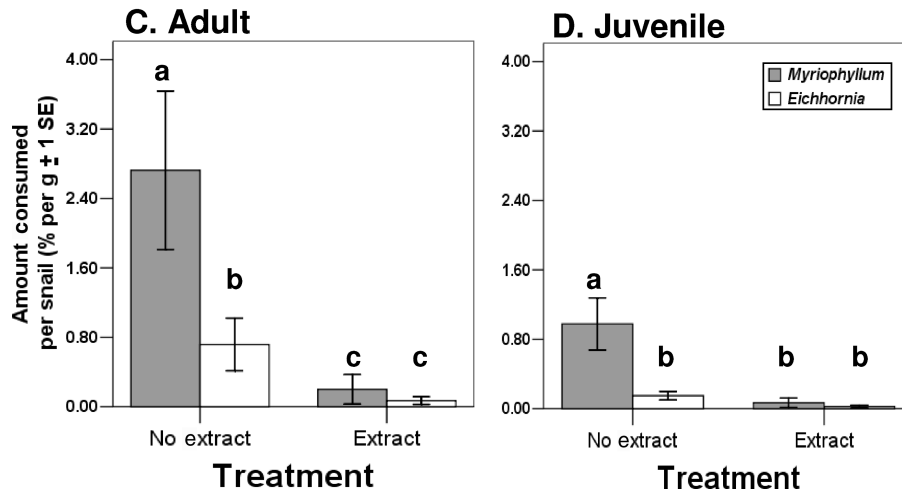 C. Adult
D. Juvenile
Amount consumed
per snail (% per g ± 1 SE)
4.00
3.20
2.40
1.60
0.80
0.00
a
b
c
c
No extract
Extract
Treatment
4.00
3.20
2.40
1.60
0.80
0.00
Myriophyllum
Eichhornia
a
b
b
b
No extract
Extract
Treatment